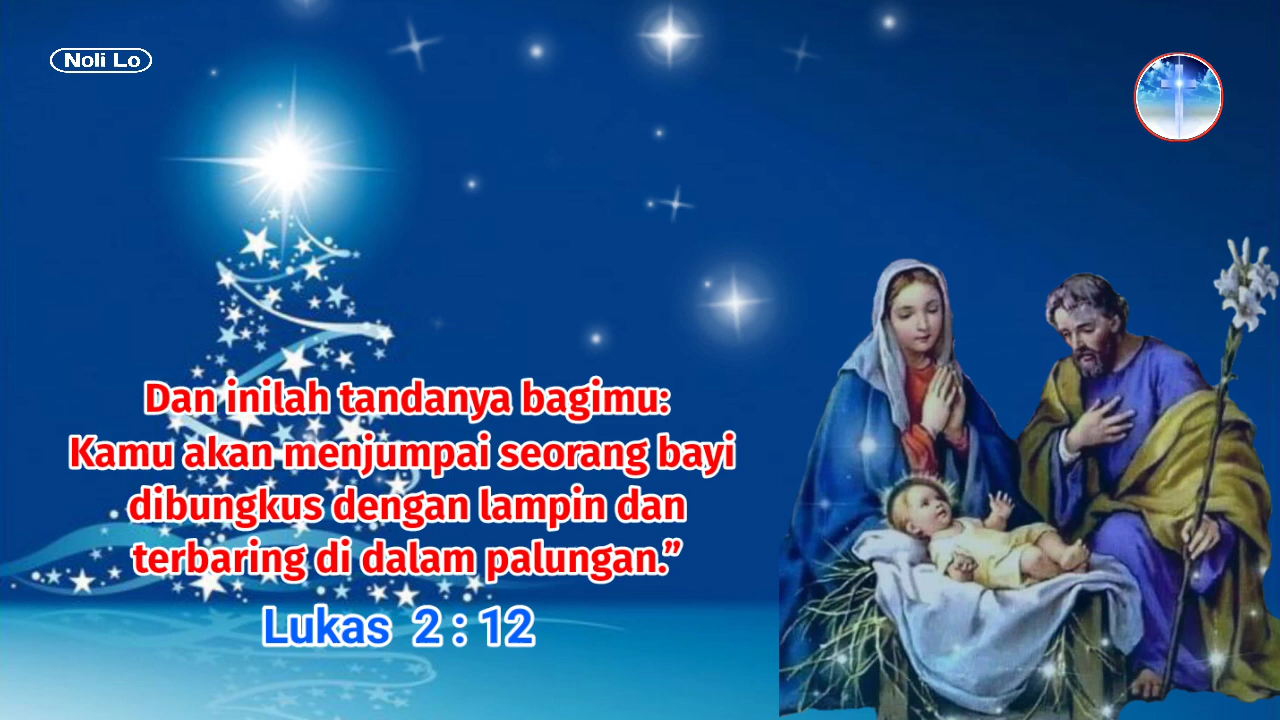 Noli Lo
Dan inilah tandanya bagimu:
Kamu akan menjumpai seorang bayi
dibungkus dengan lampin dan
terbaring di dalam palungan.”
Lukas 2 : 12